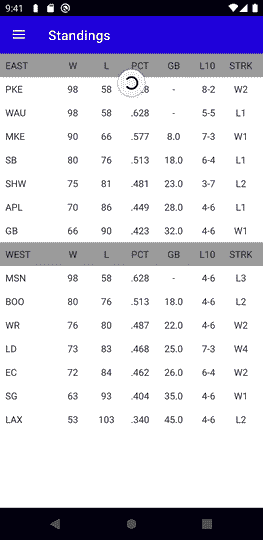 9:41
Standings
EAST W L PCT GB L10 STRK
PKE 98 58 - 8-2 W2
WAU 98 58 .628 - 5-5 L1
MKE 90 66 .577 8.0 7-3 W1
SB 80 76 .513 18.0 6-4 L1
SHW 75 81 .481 23.0 3-7 L2
APL 70 86 .449 28.0 4-6 L1
GB 66 90 .423 32.0 4-6 W1
WEST W L PCT GB L10 STRK
MSN 98 58 .628 - 4-6 L3
BOO 80 76 .513 18.0 4-6 L2
WR 76 80 .487 22.0 4-6 W2
LD 73 83 .468 25.0 7-3 W4
EC 72 84 .462 26.0 6-4 W2
SG 63 93 .404 35.0 4-6 W1
LAX 53 103 .340 45.0 4-6 L2